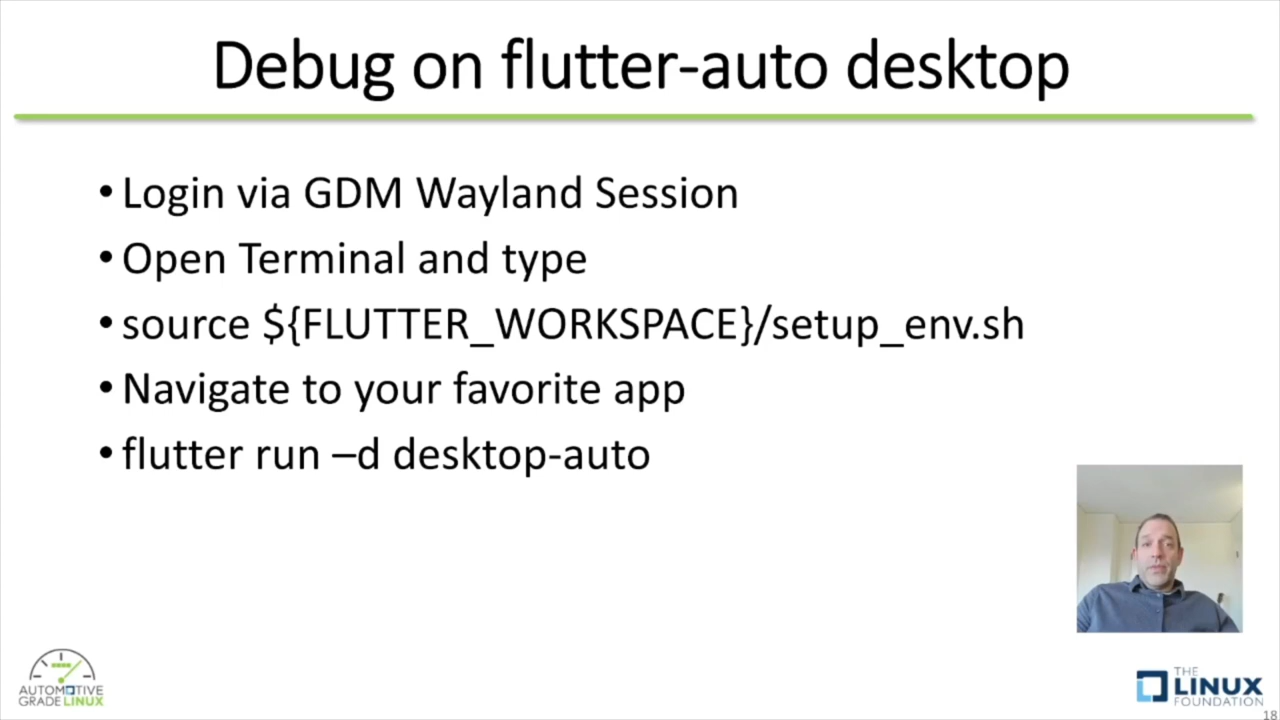 Debug on flutter-auto desktop
• Login via GDM Wayland Session
• Open Terminal and type
• source ${FLUTTER_WORKSPACE}/setup_env.sh
• Navigate to your favorite app
• flutter run –d desktop-auto
AUTOMOTIVE
GRADE LINUX
THE
LINUX
FOUNDATION
18